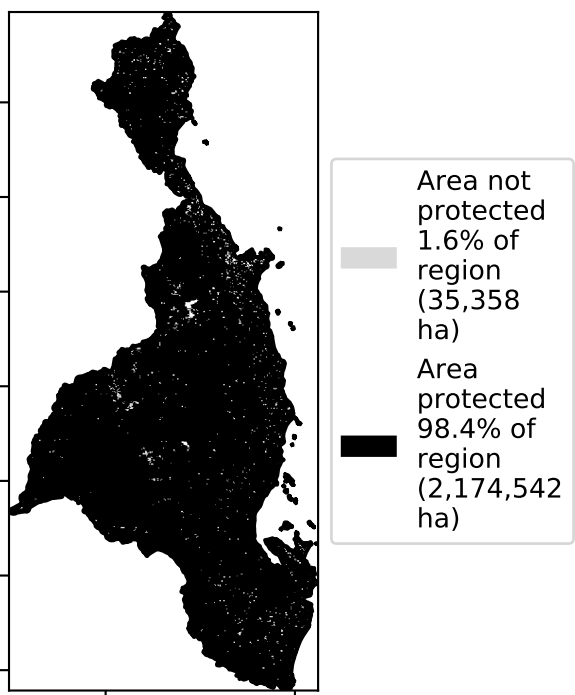 Area not
protected
1.6% of
region
(35,358
ha)
Area
protected
98.4% of
region
(2,174,542
ha)